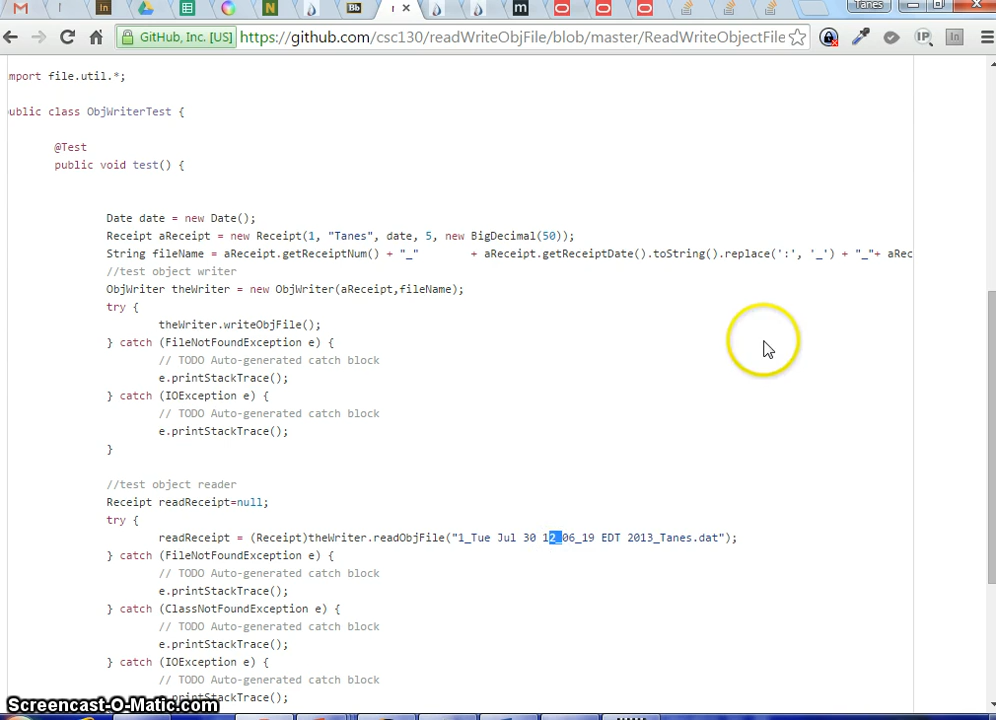 Bb
m
Tanes
GitHub, Inc. [US] https://github.com/csc130/readWriteObjFile/blob/master/ReadWriteObjectFile
IP
In
mport file.util.*;
ublic class ObjWriterTest {
@Test
public void test() {
Date date = new Date();
Receipt aReceipt = new Receipt(1, "Tanes", date, 5, new BigDecimal(50));
String fileName = aReceipt.getReceiptNum() + "_" + aReceipt.getReceiptDate().toString().replace(':', '_') + "_"+ aRec
//test object writer
ObjWriter theWriter = new ObjWriter(aReceipt,fileName);
try {
theWriter.writeObjFile();
} catch (FileNotFoundException e) {
// TODO Auto-generated catch block
e.printStackTrace();
} catch (IOException e) {
// TODO Auto-generated catch block
e.printStackTrace();
}
//test object reader
Receipt readReceipt=null;
try {
readReceipt = (Receipt)theWriter.readObjFile("1_Tue Jul 30 12_06_19 EDT 2013_Tanes.dat");
} catch (FileNotFoundException e) {
// TODO Auto-generated catch block
e.printStackTrace();
} catch (ClassNotFoundException e) {
// TODO Auto-generated catch block
e.printStackTrace();
} catch (IOException e) {
// TODO Auto-generated catch block
.printStackTrace();
Screencast-O-Matic.com